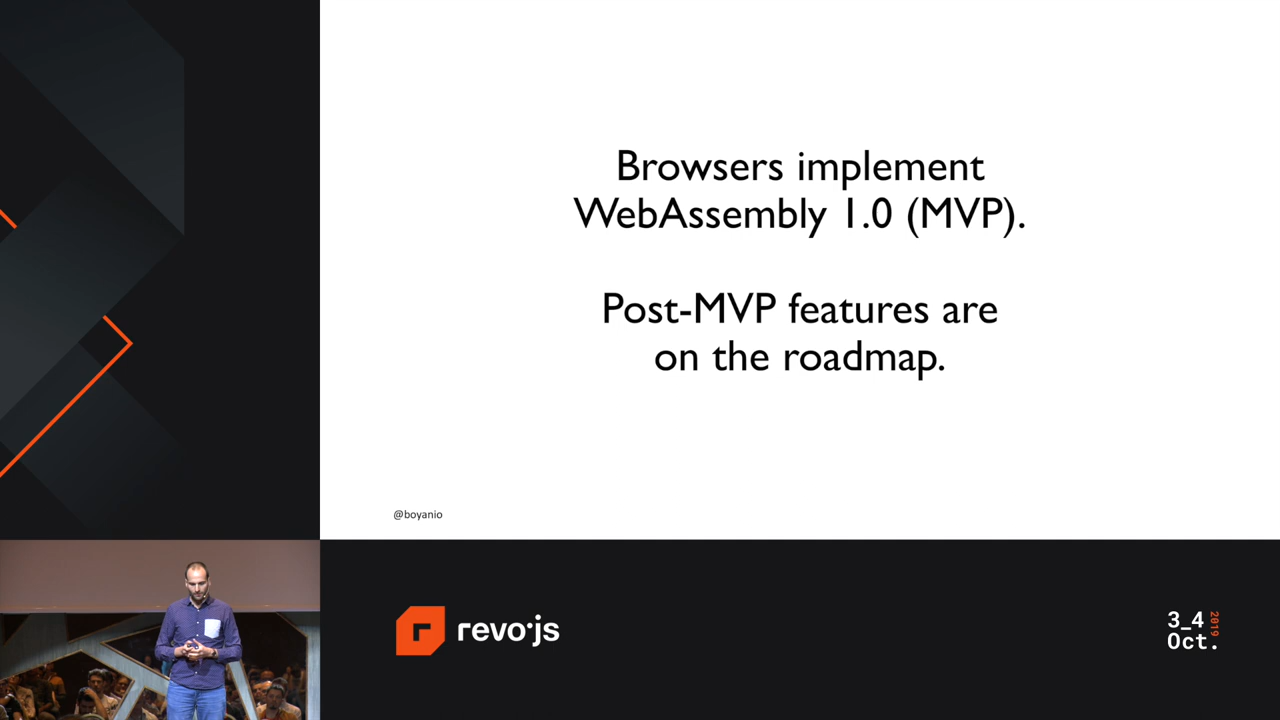 Browsers implement
WebAssembly 1.0 (MVP).
Post-MVP features are
on the roadmap.
@boyanio
r revo·js
3_4
Oct.
2019